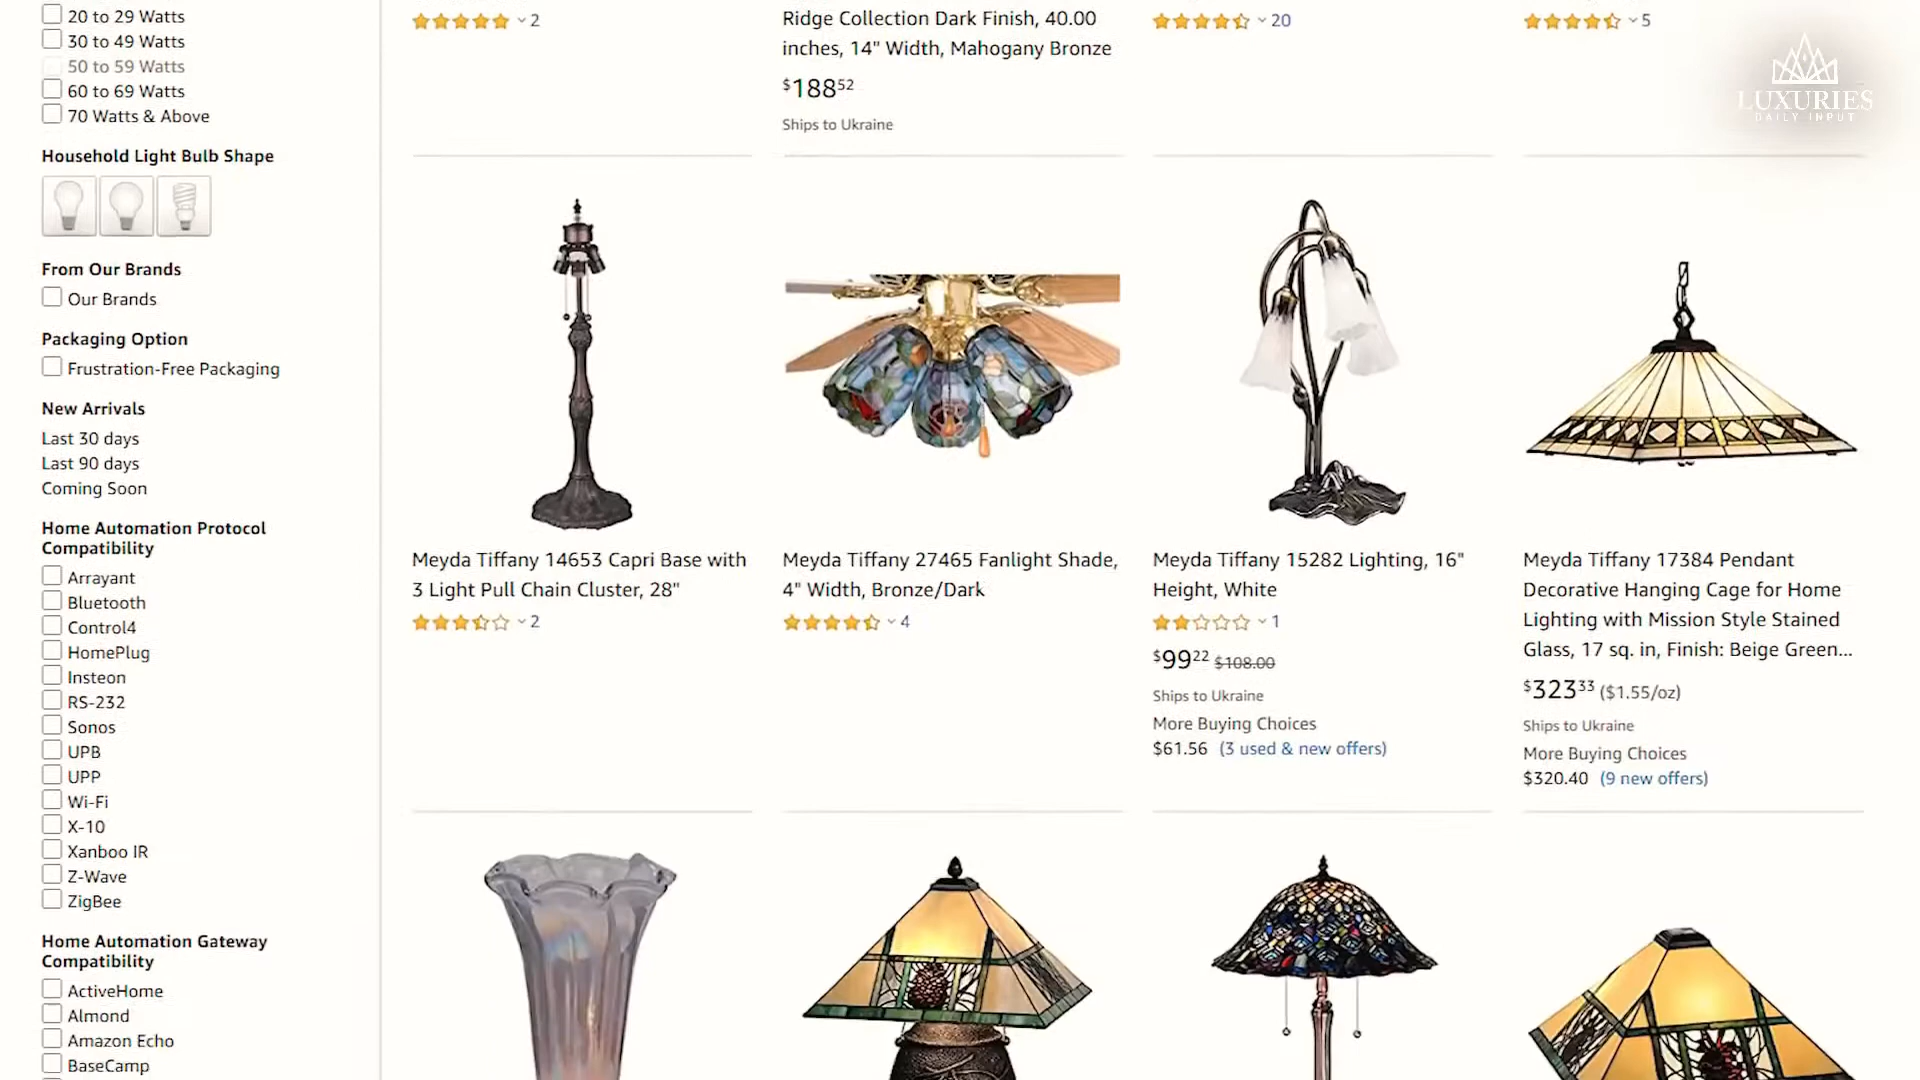 20 to 29 Watts
30 to 49 Watts
50 to 59 Watts
60 to 69 Watts
70 Watts & Above
Household Light Bulb Shape
From Our Brands
Our Brands
Packaging Option
Frustration-Free Packaging
New Arrivals
Last 30 days
Last 90 days
Coming Soon
Home Automation Protocol
Compatibility
Arrayant
Bluetooth
Control4
HomePlug
Insteon
RS-232
Sonos
UPB
UPP
Wi-Fi
X-10
Xanboo IR
Z-Wave
ZigBee
Home Automation Gateway
Compatibility
ActiveHome
Almond
Amazon Echo
BaseCamp
2
Ridge Collection Dark Finish, 40.00
inches, 14" Width, Mahogany Bronze
$18852
Ships to Ukraine
20
5
LUXURIES
DAILY INPUT
Meyda Tiffany 14653 Capri Base with
3 Light Pull Chain Cluster, 28"
2
Meyda Tiffany 27465 Fanlight Shade,
4" Width, Bronze/Dark
4
Meyda Tiffany 15282 Lighting, 16"
Height, White
1
$9922 $108.00
Ships to Ukraine
More Buying Choices
$61.56 (3 used & new offers)
Meyda Tiffany 17384 Pendant
Decorative Hanging Cage for Home
Lighting with Mission Style Stained
Glass, 17 sq. in, Finish: Beige Green...
$32333 ($1.55/oz)
Ships to Ukraine
More Buying Choices
$320.40 (9 new offers)